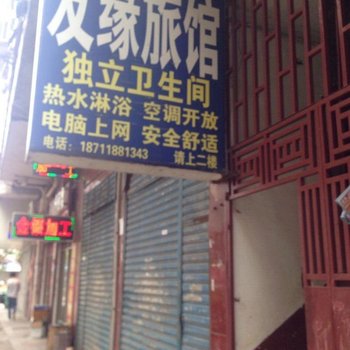 友缘旅馆
独立卫生间
热水淋浴 空调开放
电脑上网 安全舒适
电话：18711881343 请上二楼
加工